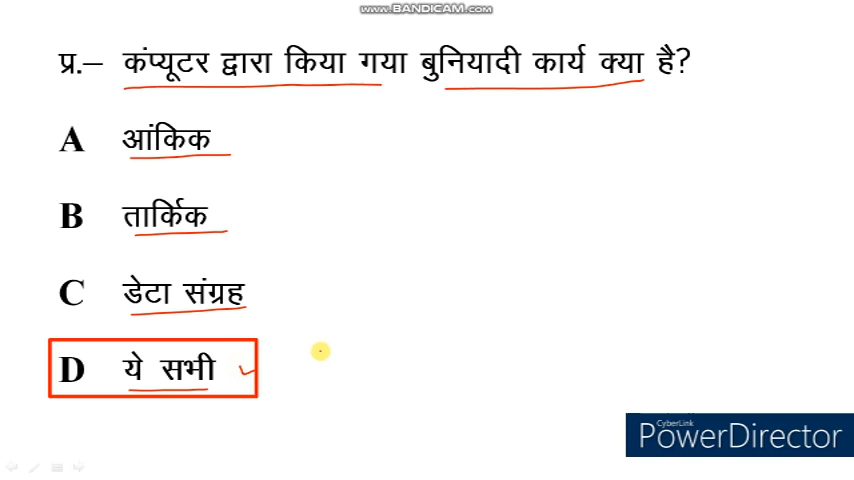 www.BANDICAM.com
प्र.– कंप्यूटर द्वारा किया गया बुनियादी कार्य क्या है?
A आंकिक
B तार्किक
C डेटा संग्रह
D ये सभी
CyberLink
PowerDirector